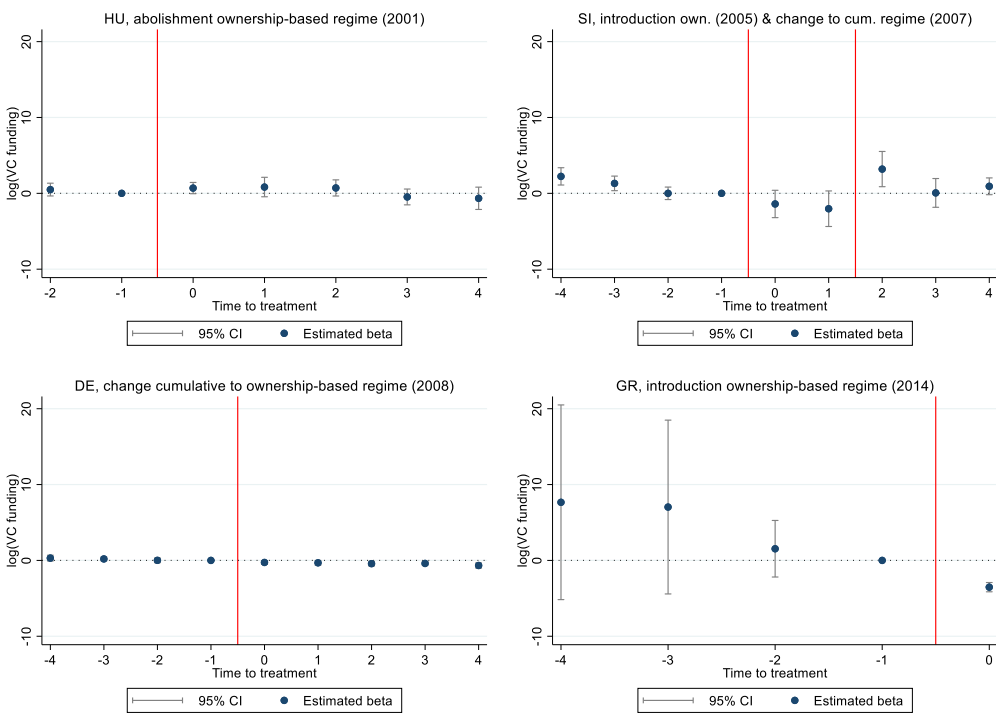 HU, abolishment ownership-based regime (2001)
log(VC funding)
20
10
0
-10
-2 -1 0 1 2 3 4
Time to treatment
95% CI Estimated beta
SI, introduction own. (2005) & change to cum. regime (2007)
log(VC funding)
20
10
0
-10
-4 -3 -2 -1 0 1 2 3 4
Time to treatment
95% CI Estimated beta
DE, change cumulative to ownership-based regime (2008)
log(VC funding)
20
10
0
-10
-4 -3 -2 -1 0 1 2 3 4
Time to treatment
95% CI Estimated beta
GR, introduction ownership-based regime (2014)
log(VC funding)
20
10
0
-10
-4 -3 -2 -1 0
Time to treatment
95% CI Estimated beta